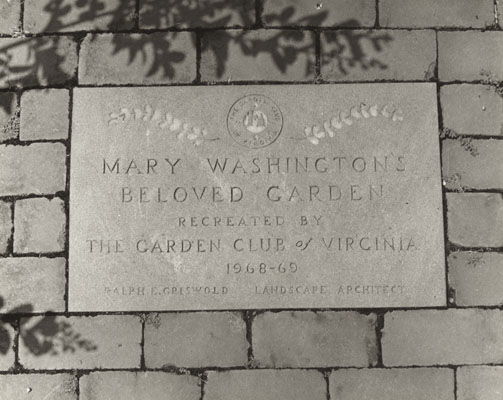 MARY WASHINGTON'S
BELOVED GARDEN
RECREATED BY
THE GARDEN CLUB of VIRGINIA
1968-69
RALPH E. GRISWOLD LANDSCAPE ARCHITECT